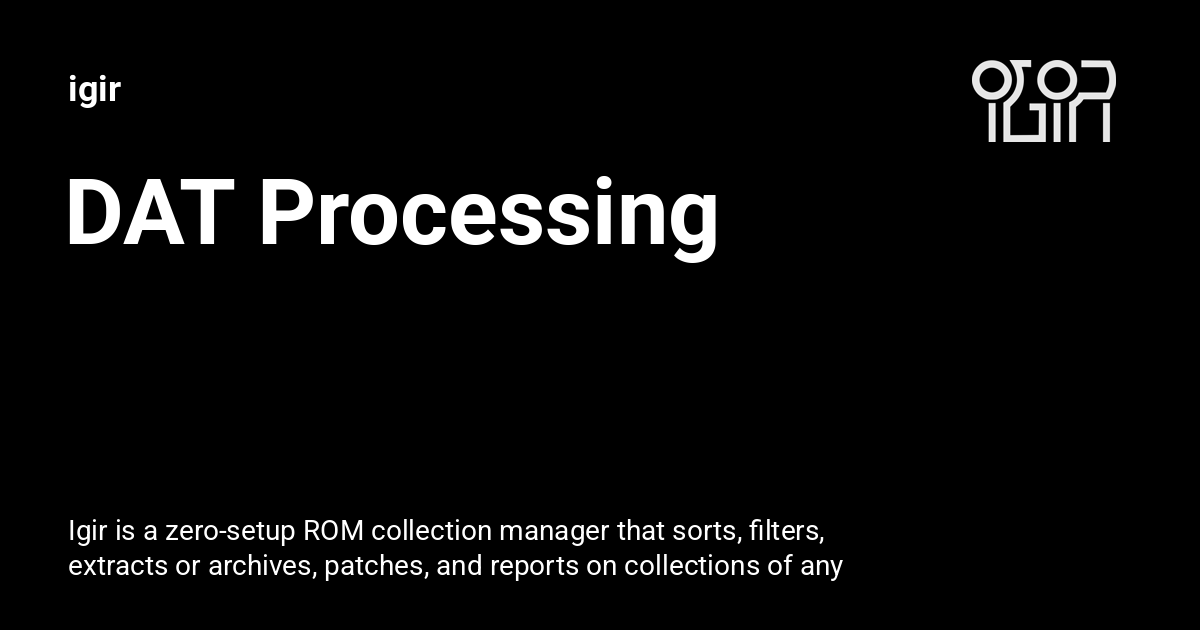 igir
IGIR
DAT Processing
Igir is a zero-setup ROM collection manager that sorts, filters,
extracts or archives, patches, and reports on collections of any